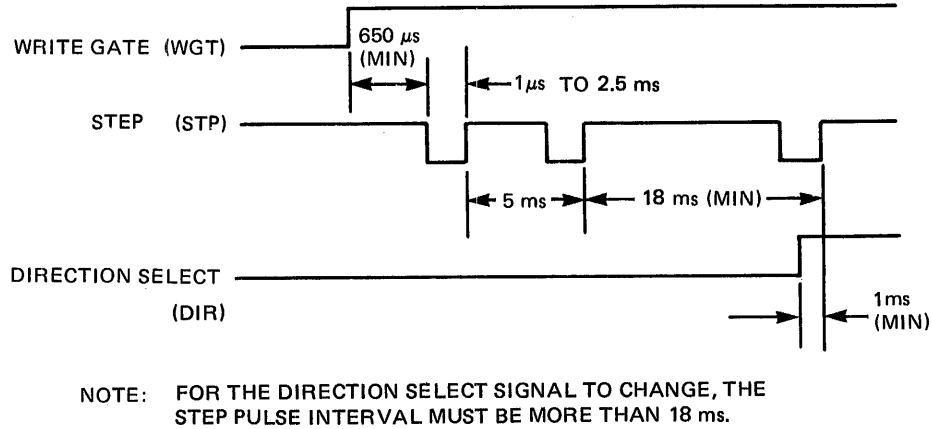 WRITE GATE (WGT)
650 μs
(MIN)
1μs TO 2.5 ms
STEP (STP)
5 ms
18 ms (MIN)
DIRECTION SELECT
(DIR)
1ms
(MIN)
NOTE: FOR THE DIRECTION SELECT SIGNAL TO CHANGE, THE
STEP PULSE INTERVAL MUST BE MORE THAN 18 ms.